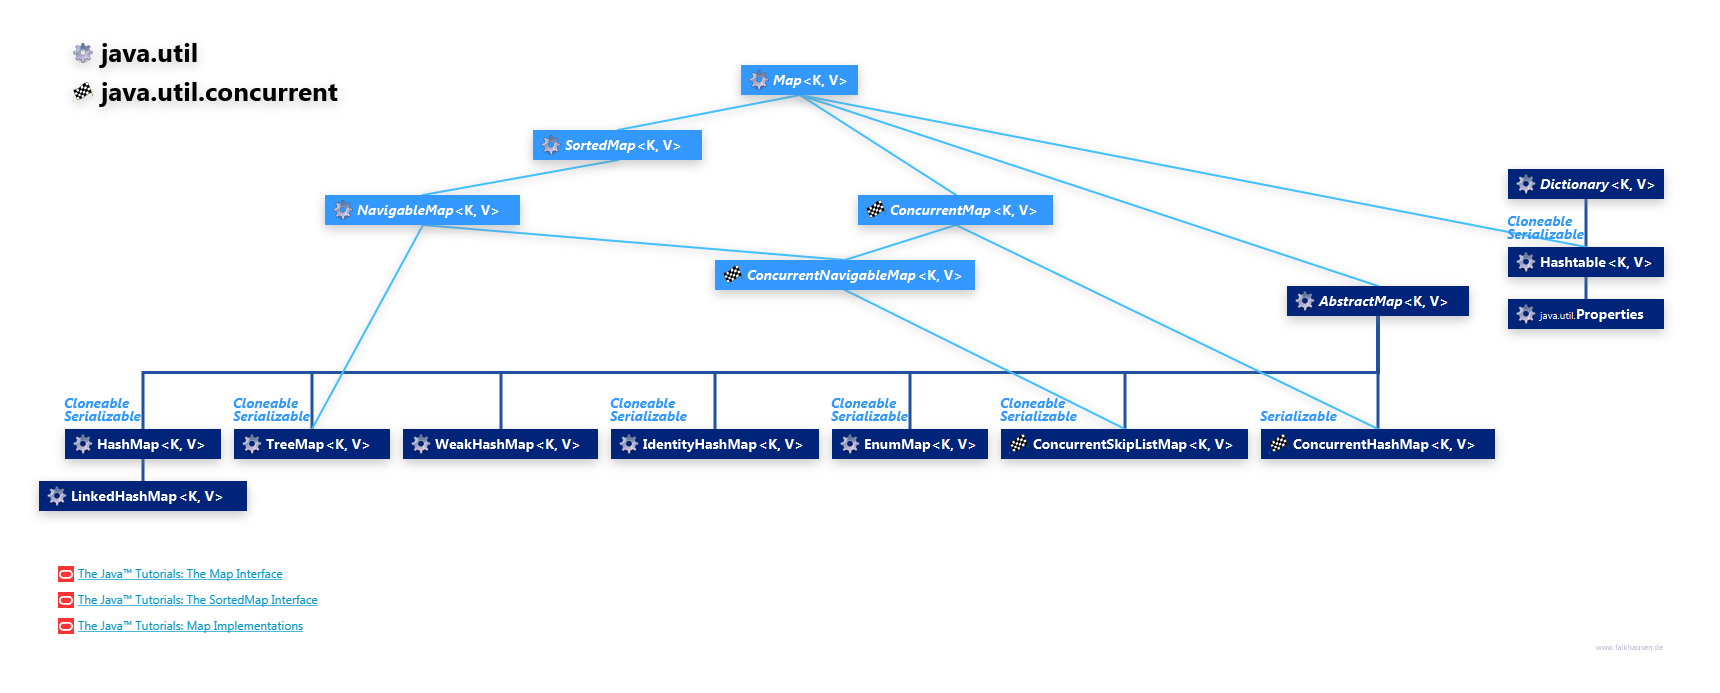 java.util
java.util.concurrent
Map<K, V>
SortedMap<K, V>
Dictionary<K, V>
NavigableMap<K, V>
ConcurrentMap<K, V>
Cloneable
Serializable
Hashtable<K, V>
ConcurrentNavigableMap<K, V>
AbstractMap<K, V>
java.util.Properties
Cloneable
Serializable
HashMap<K, V>
Cloneable
Serializable
TreeMap<K, V>
WeakHashMap<K, V>
Cloneable
Serializable
IdentityHashMap<K, V>
Cloneable
Serializable
EnumMap<K, V>
Cloneable
Serializable
ConcurrentSkipListMap<K, V>
Serializable
ConcurrentHashMap<K, V>
LinkedHashMap<K, V>
The Java™ Tutorials: The Map Interface
The Java™ Tutorials: The SortedMap Interface
The Java™ Tutorials: Map Implementations
www.falkhausen.de